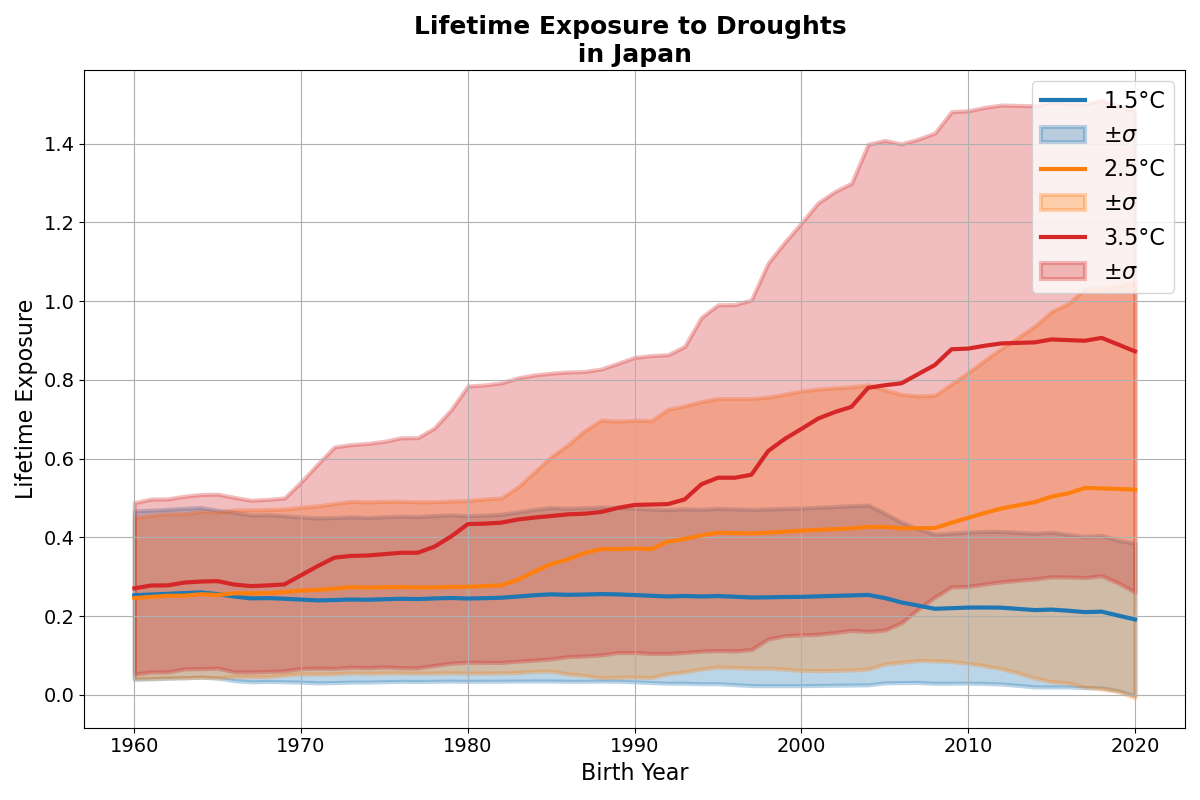 Lifetime Exposure to Droughts
in Japan
Lifetime Exposure
1.4
1.2
1.0
0.8
0.6
0.4
0.2
0.0
1960
1970
1980
1990
2000
2010
2020
Birth Year
1.5°C
±σ
2.5°C
±σ
3.5°C
±σ